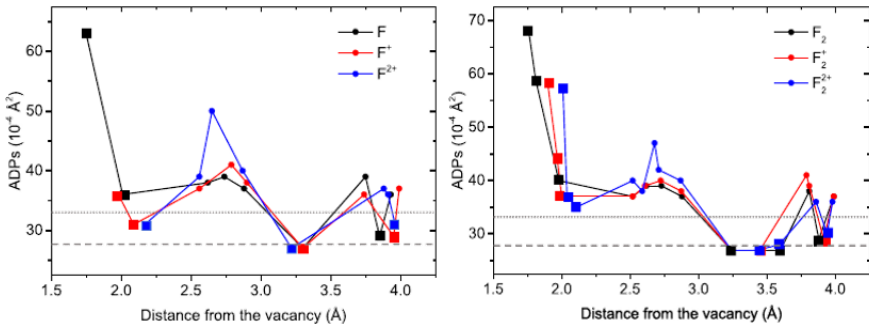 F
F⁺
F²⁺
60
50
40
30
ADPs (10⁻⁴ Å²)
1.5 2.0 2.5 3.0 3.5 4.0
Distance from the vacancy (Å)
F₂
F₂⁺
F₂²⁺
70
60
50
40
30
ADPs (10⁻⁴ Å²)
1.5 2.0 2.5 3.0 3.5 4.0
Distance from the vacancy (Å)